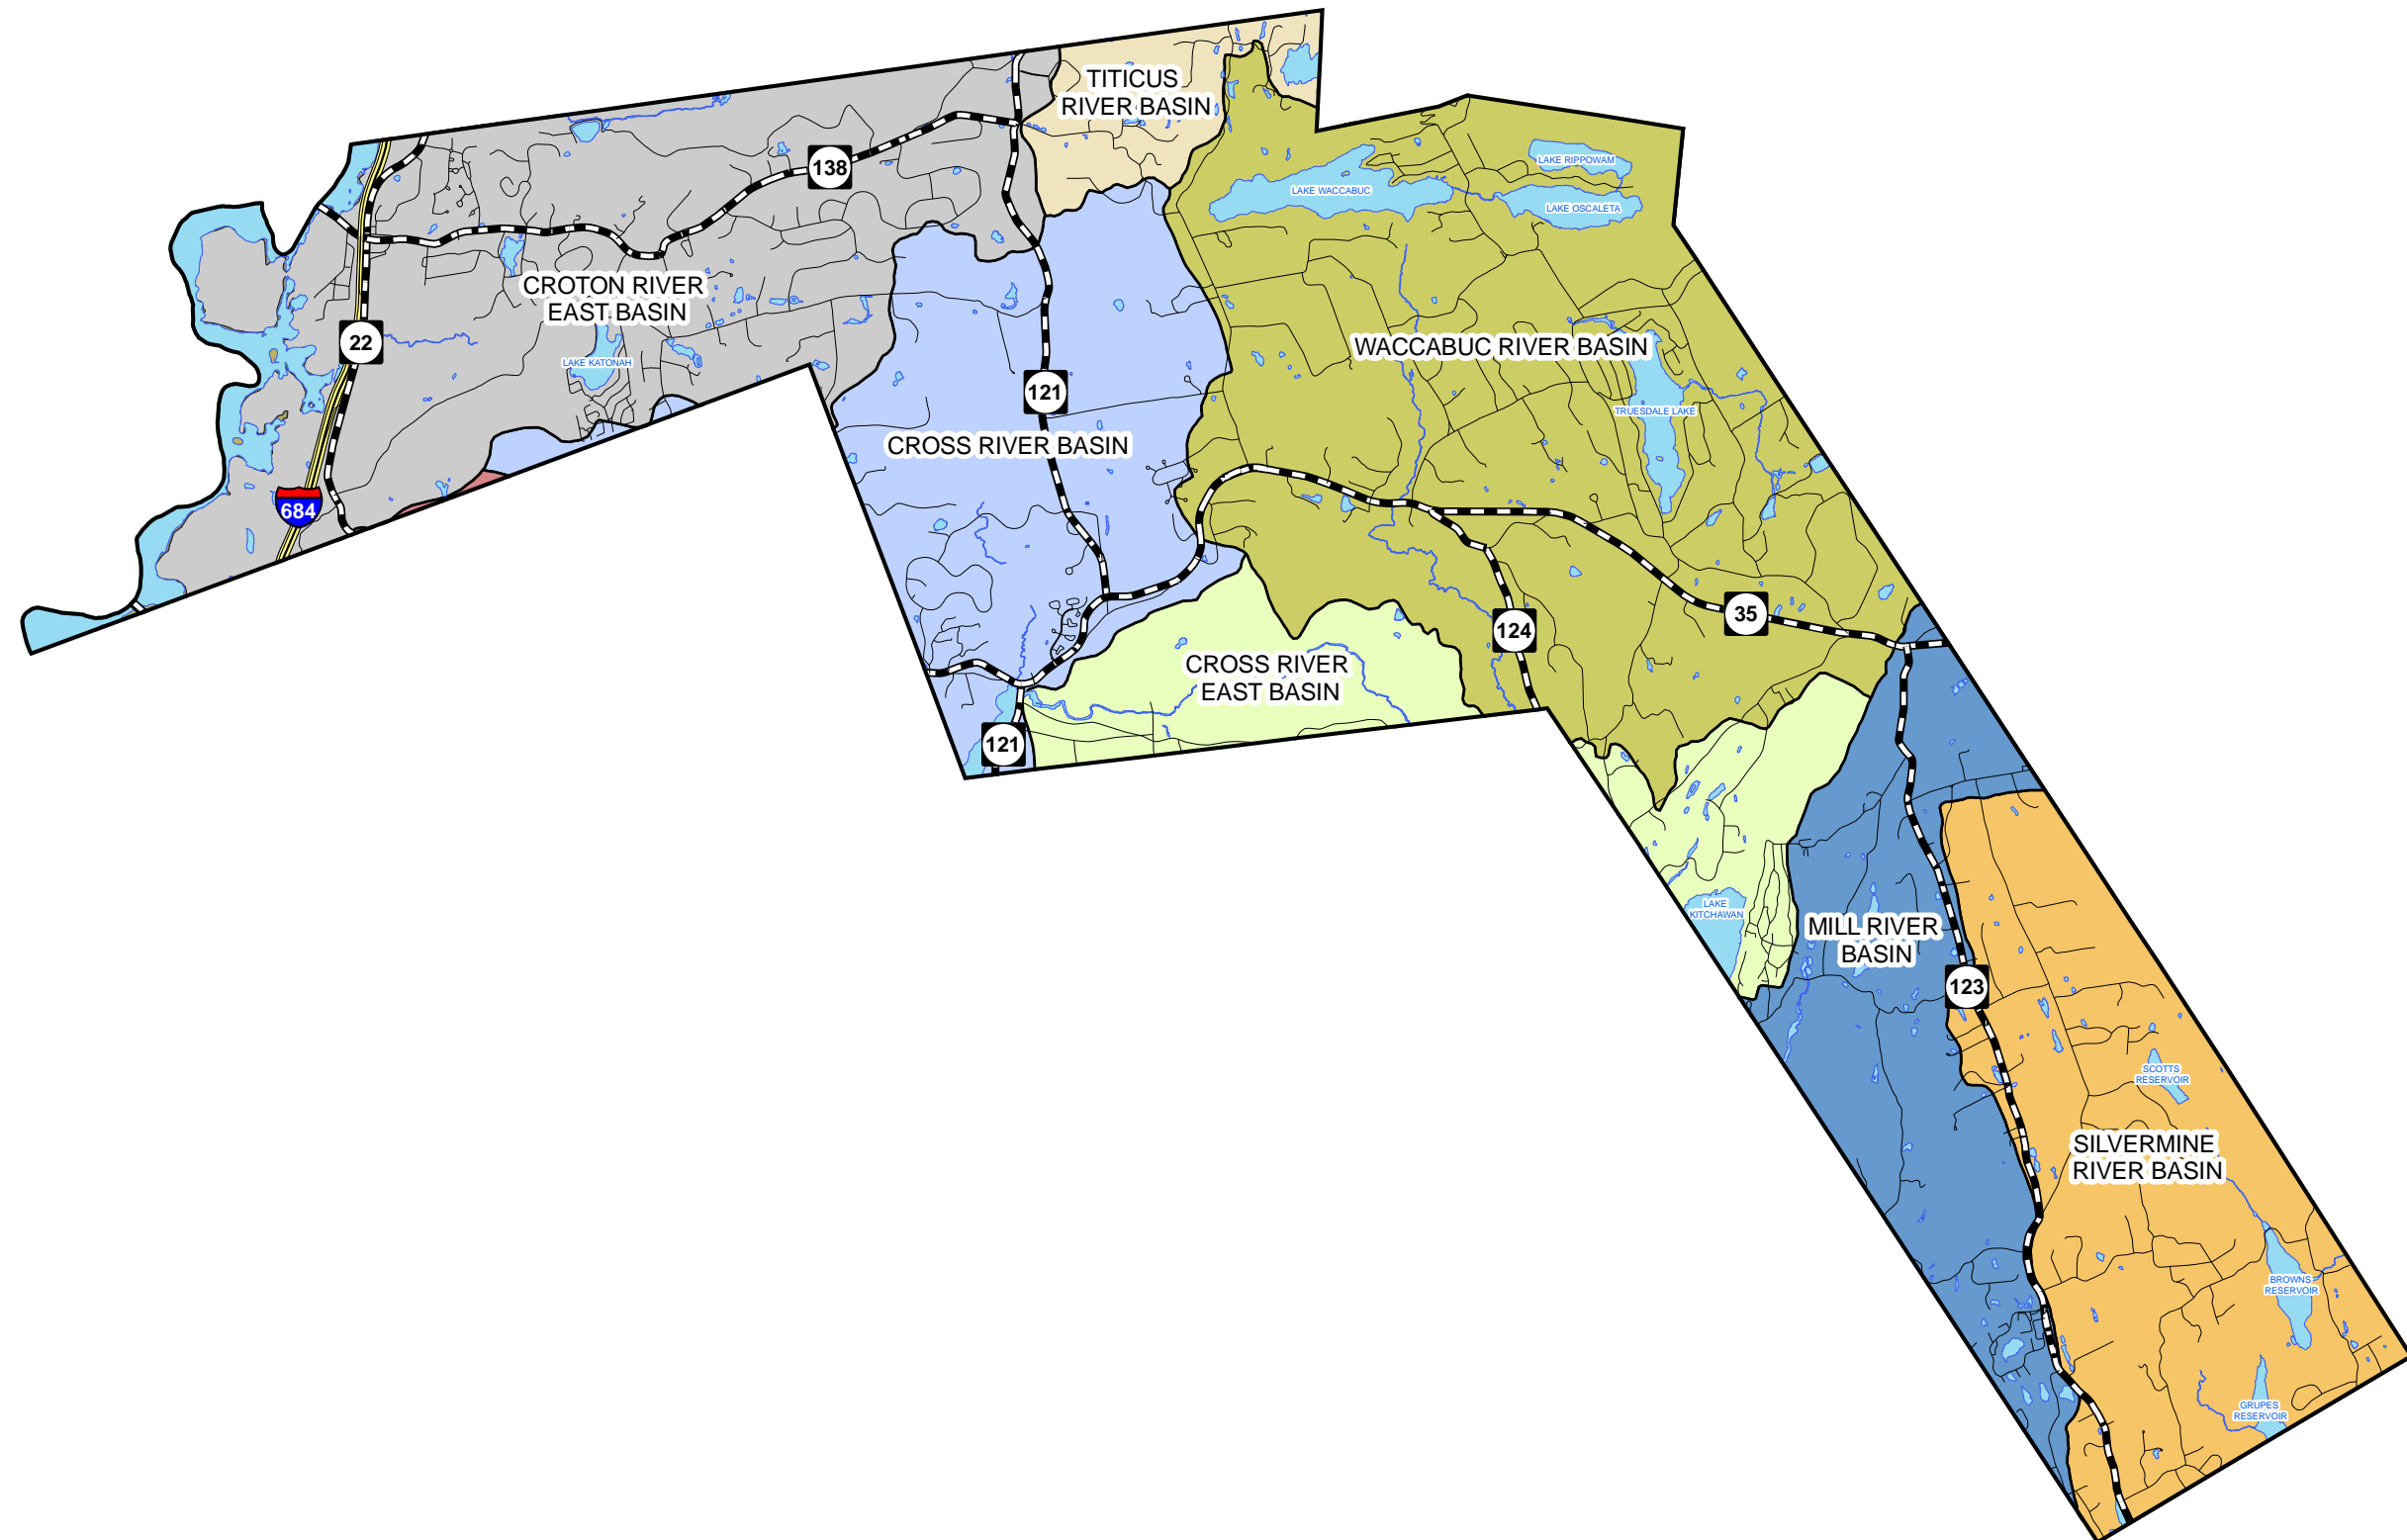 TITICUS
RIVER BASIN
138
LAKE RIPPOWAM
LAKE WACCABUC
LAKE OSCALETA
CROTON RIVER
EAST BASIN
22
LAKE KATONAH
WACCABUC RIVER BASIN
121
TRUESDALE LAKE
CROSS RIVER BASIN
684
35
124
CROSS RIVER
EAST BASIN
121
LAKE
KITCHAWAN
MILL RIVER
BASIN
123
SCOTTS
RESERVOIR
SILVERMINE
RIVER BASIN
BROWNS
RESERVOIR
GRUPES
RESERVOIR